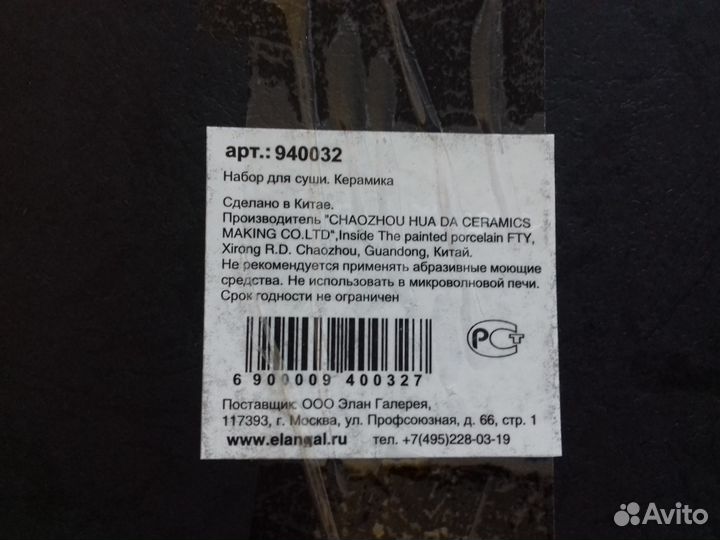 арт.: 940032
Набор для суши. Керамика
Сделано в Китае.
Производитель "CHAOZHOU HUA DA CERAMICS
MAKING CO.LTD",Inside The painted porcelain FTY,
Xirong R.D. Chaozhou, Guandong, Китай.
Не рекомендуется применять абразивные моющие
средства. Не использовать в микроволновой печи.
Срок годности не ограничен
РСТ
6 900009 400327
Поставщик: ООО Элан Галерея,
117393, г. Москва, ул. Профсоюзная, д. 66, стр. 1
www.elangal.ru тел. +7(495)228-03-19
Avito